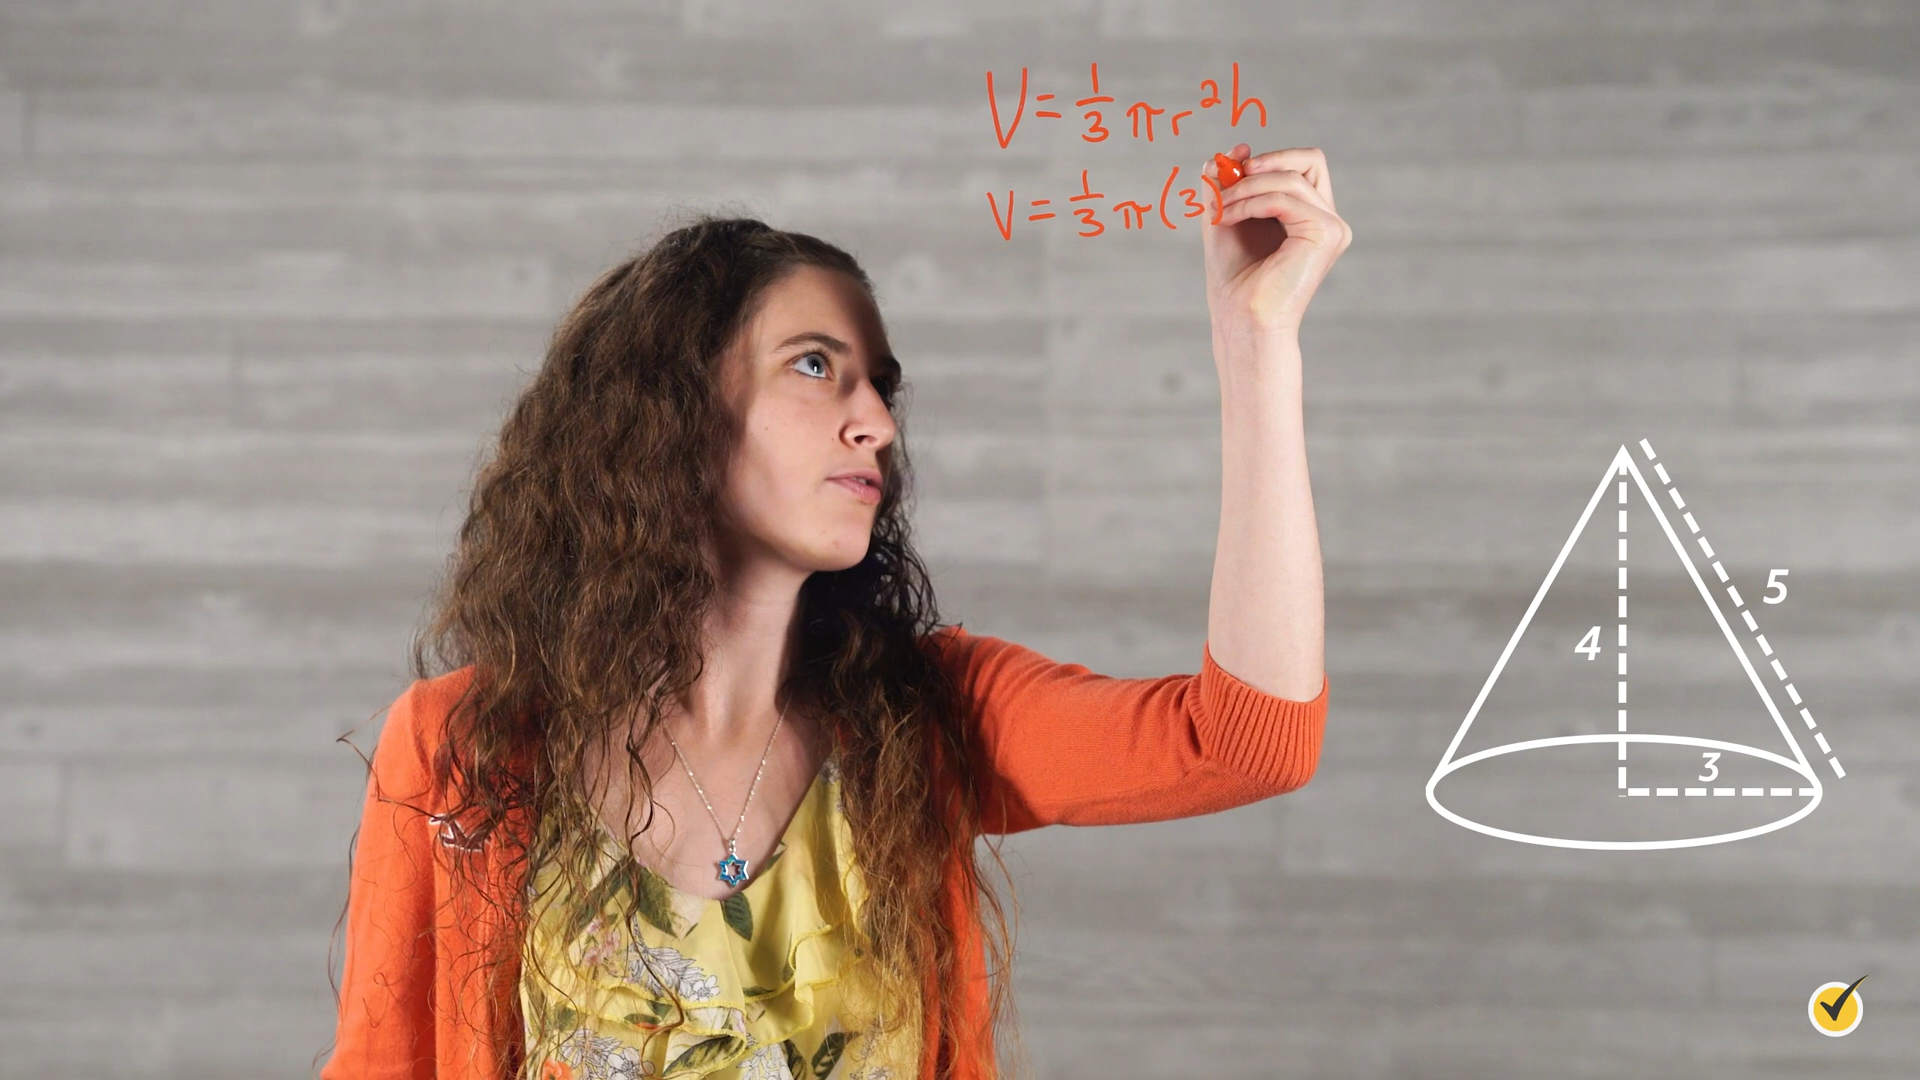 V = 1/3 πr²h
V = 1/3 π(3)
5
4
3